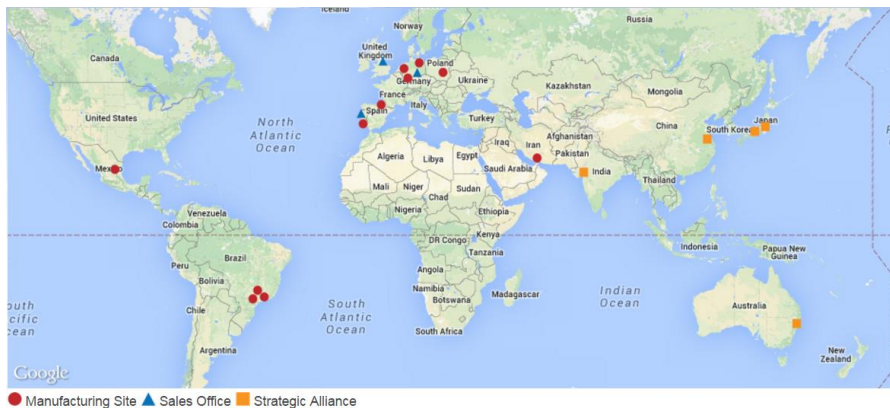 Iceland
Russia
Norway
Canada
United
Kingdom
Poland
Germany
Ukraine
Kazakhstan
Mongolia
France
Italy
Spain
Turkey
United States
North
Atlantic
Ocean
China
South Korea
Japan
Afghanistan
Iraq
Iran
Pakistan
Algeria
Libya
Egypt
Saudi Arabia
India
Mexico
Mali
Niger
Chad
Sudan
Thailand
Venezuela
Colombia
Nigeria
Ethiopia
Kenya
DR Congo
Tanzania
Indonesia
Papua New
Guinea
Brazil
Peru
Bolivia
Angola
Namibia
Botswana
Madagascar
Indian
Ocean
Australia
South
Atlantic
Ocean
Chile
South Africa
Argentina
New
Zealand
outh
cific
cean
Google
Manufacturing Site Sales Office Strategic Alliance